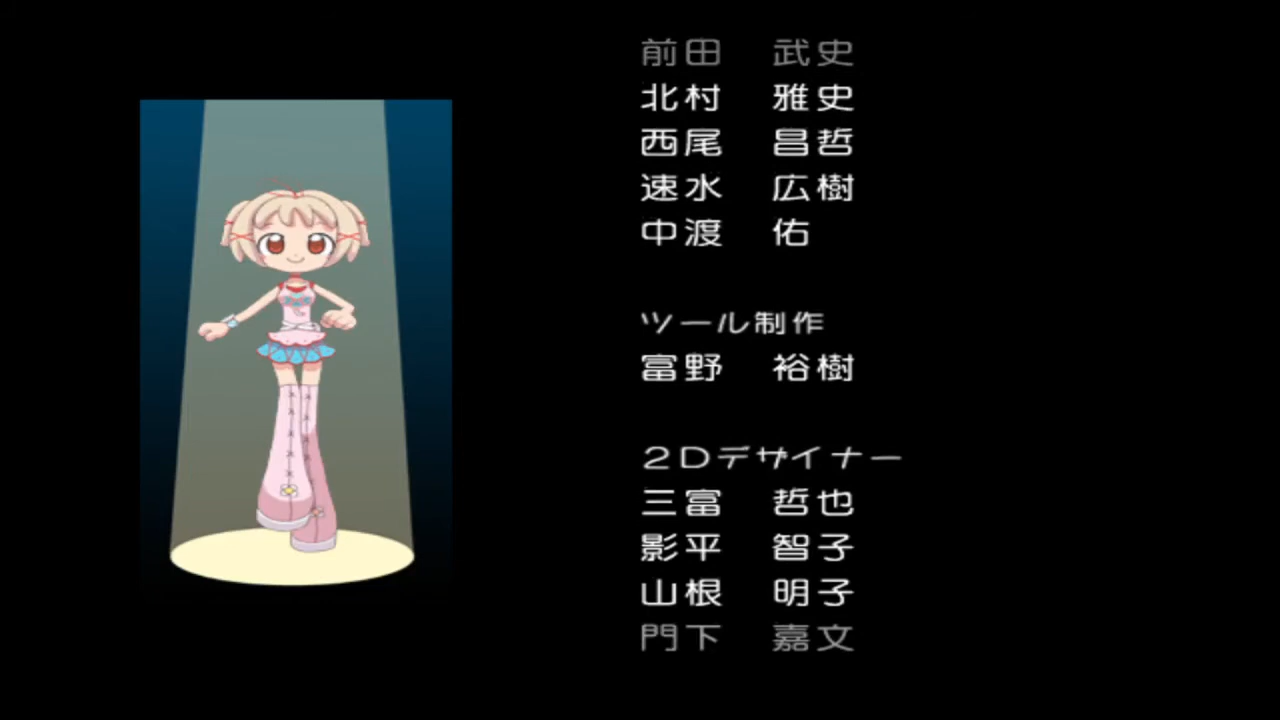 前田　武史
北村　雅史
西尾　昌哲
速水　広樹
中渡　佑
ツール制作
富野　裕樹
２Ｄデザイナー
三富　哲也
影平　智子
山根　明子
門下　嘉文